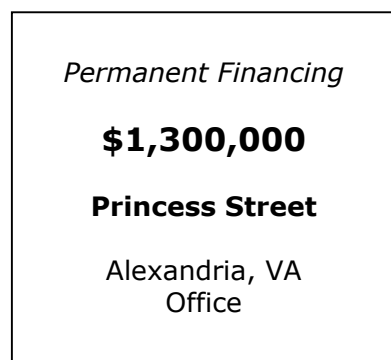 Permanent Financing
$1,300,000
Princess Street
Alexandria, VA
Office